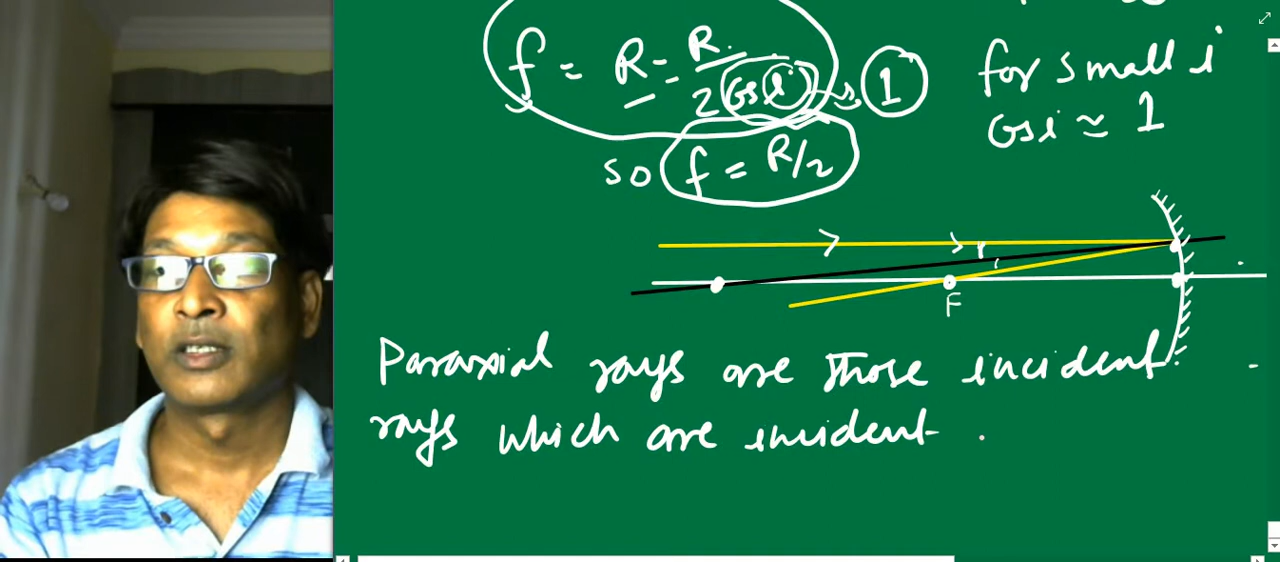 f = R = R / 2 Cos i → 1
for small i
Cos i ≃ 1
so f = R/2
r
i
F
Paraxial rays are those incident
rays which are incident